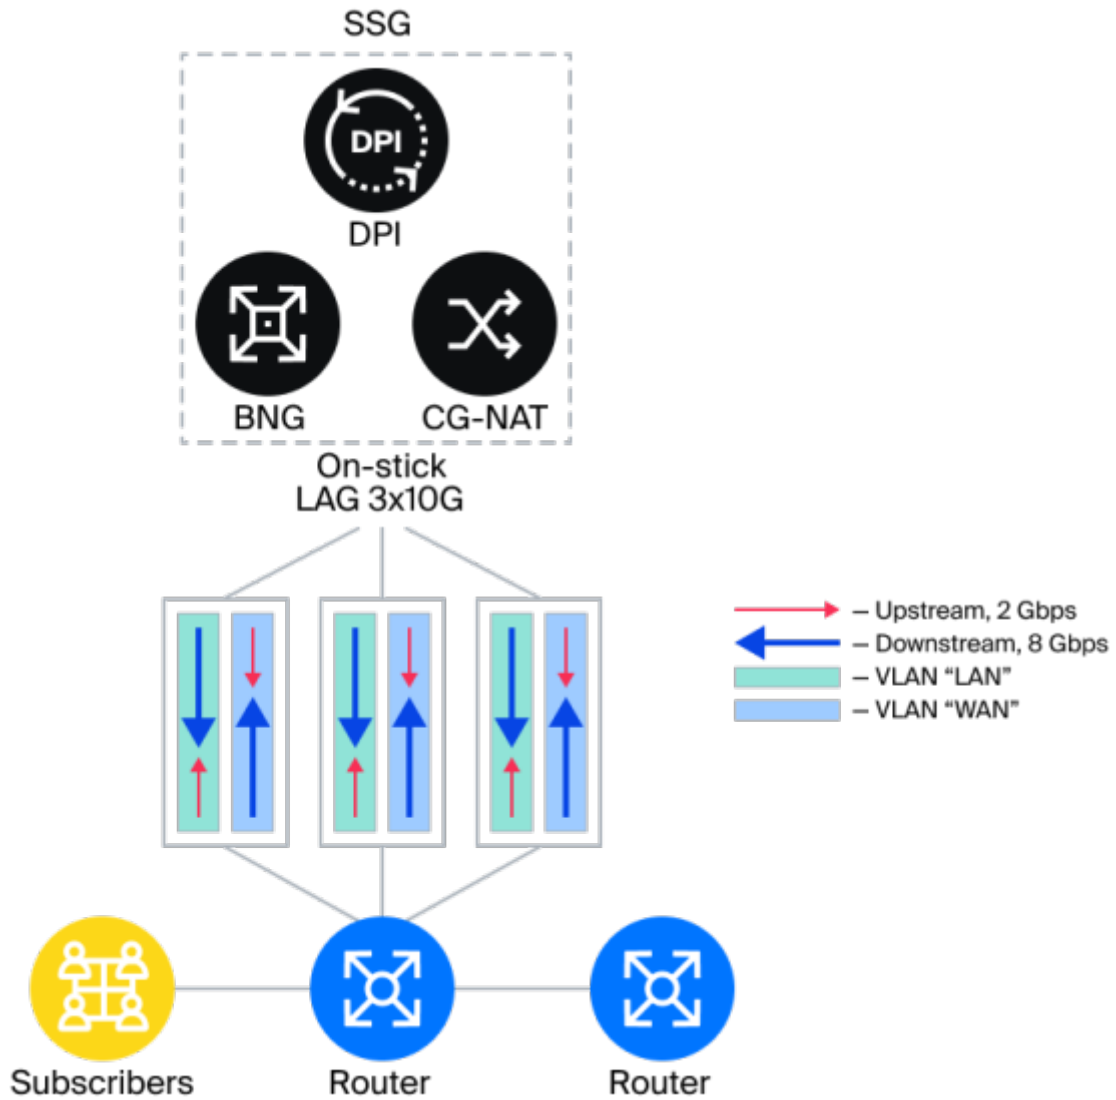 SSG
DPI
DPI
BNG
CG-NAT
On-stick
LAG 3x10G
– Upstream, 2 Gbps
– Downstream, 8 Gbps
– VLAN “LAN”
– VLAN “WAN”
Subscribers
Router
Router